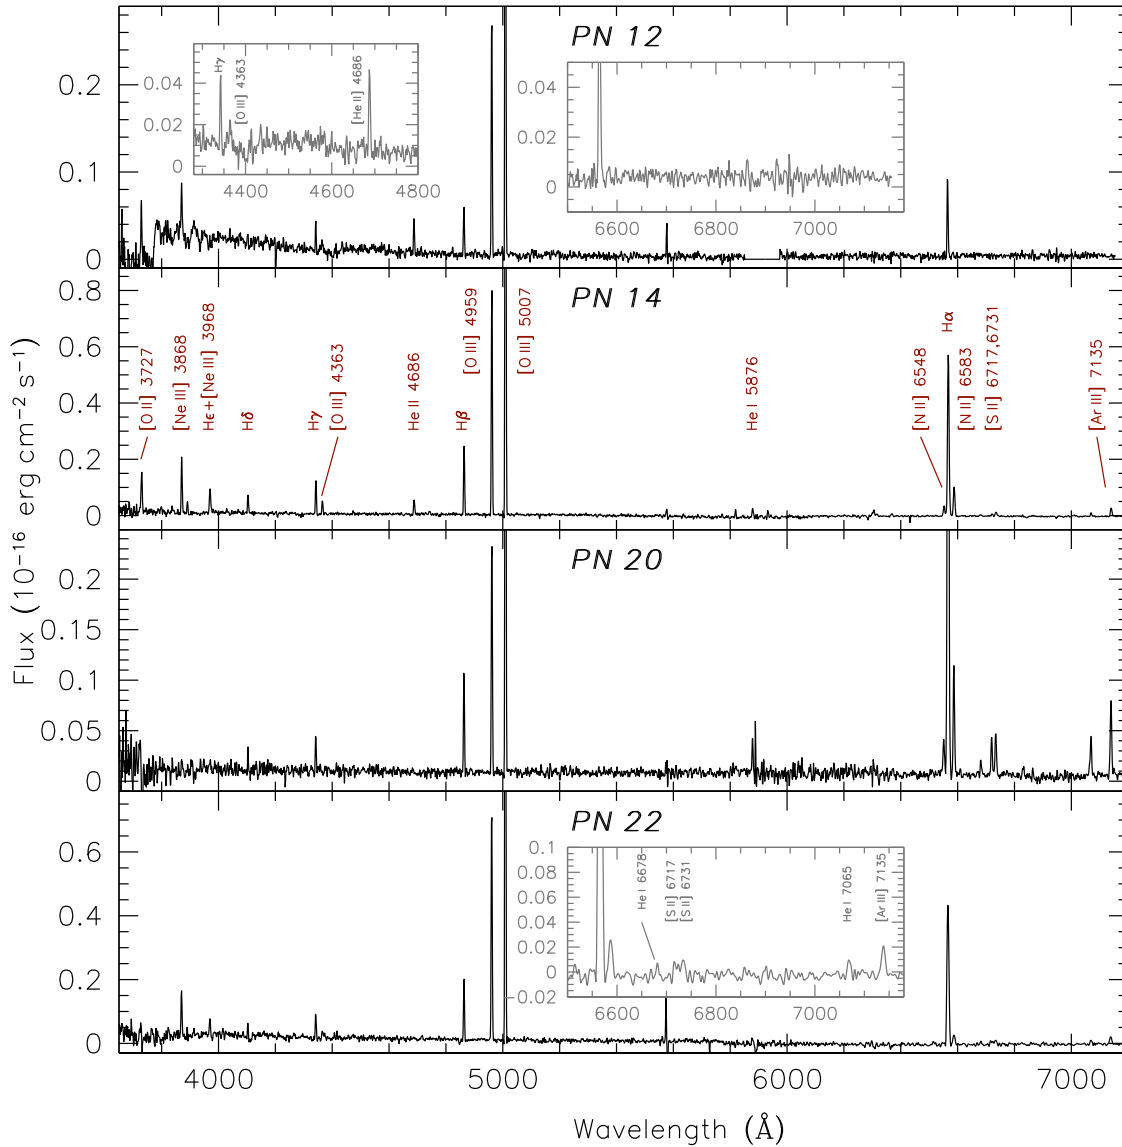 PN 12
0.2
0.1
0
Hγ
[O III] 4363
[He II] 4686
0.04
0.02
0
4400
4600
4800
0.04
0.02
0
6600
6800
7000
PN 14
0.8
0.6
0.4
0.2
0
[O II] 3727
[Ne III] 3868
Hϵ+[Ne III] 3968
Hδ
Hγ
[O III] 4363
He II 4686
Hβ
[O III] 4959
[O III] 5007
He I 5876
[N II] 6548
Hα
[N II] 6583
[S II] 6717,6731
[Ar III] 7135
PN 20
0.2
0.15
0.1
0.05
0
PN 22
0.6
0.4
0.2
0
He I 6678
[S II] 6717
[S II] 6731
He I 7065
[Ar III] 7135
0.1
0.08
0.06
0.04
0.02
0
−0.02
6600
6800
7000
4000
5000
6000
7000
Wavelength (Å)
Flux (10⁻¹⁶ erg cm⁻² s⁻¹)